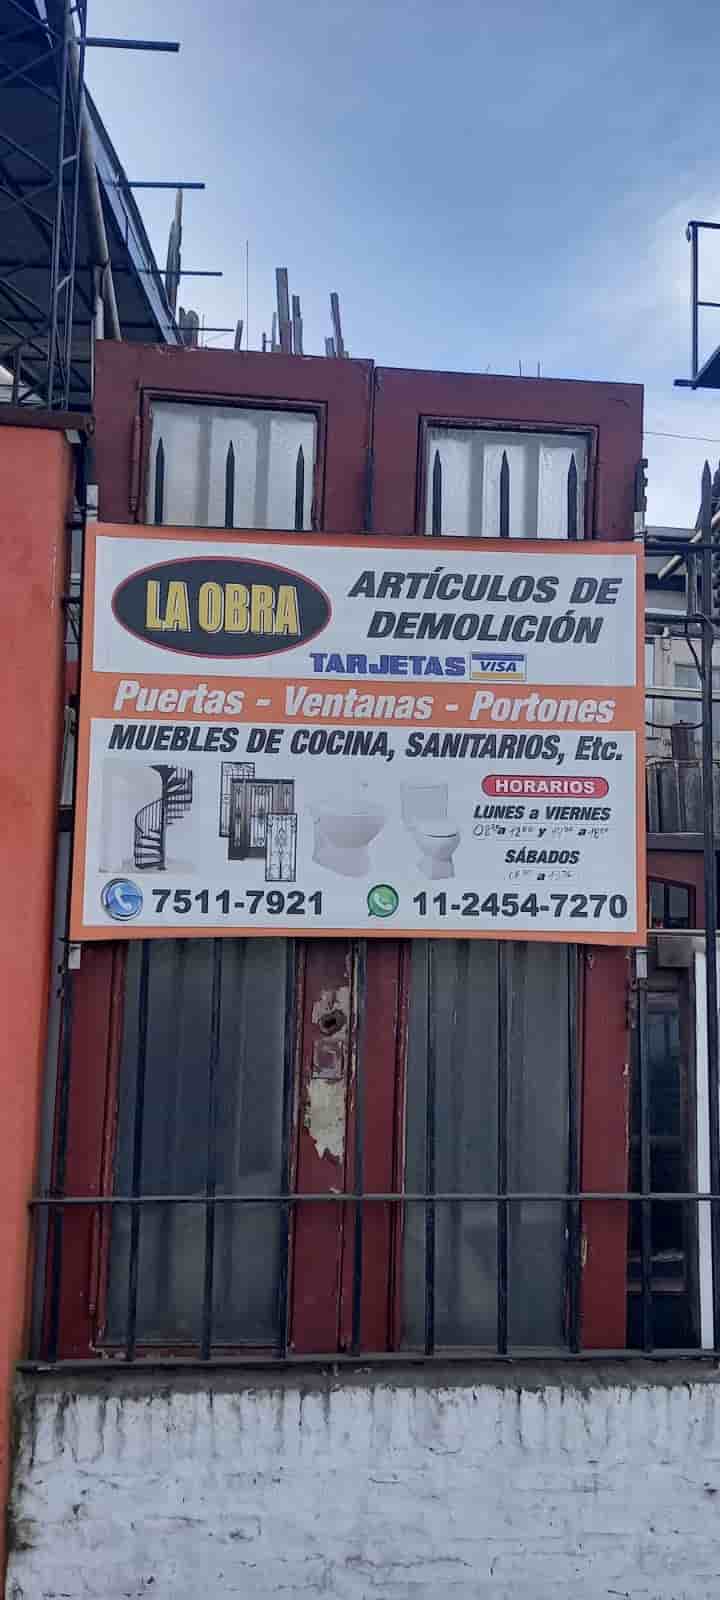 LA OBRA
ARTÍCULOS DE
DEMOLICIÓN
TARJETAS VISA
Puertas - Ventanas - Portones
MUEBLES DE COCINA, SANITARIOS, Etc.
HORARIOS
LUNES a VIERNES
a y a
SÁBADOS
a
7511-7921
11-2454-7270